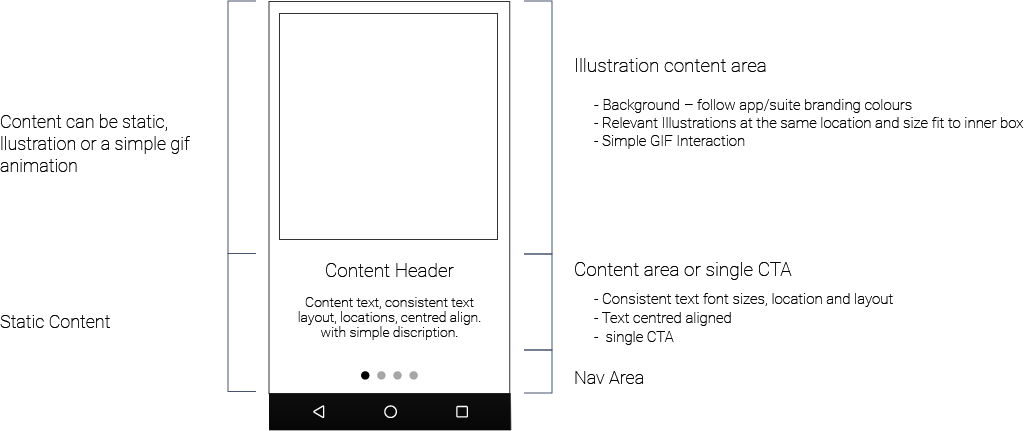 Content can be static,
Ilustration or a simple gif
animation
Static Content
Content Header
Content text, consistent text
layout, locations, centred align.
with simple discription.
Illustration content area
- Background – follow app/suite branding colours
- Relevant Illustrations at the same location and size fit to inner box
- Simple GIF Interaction
Content area or single CTA
- Consistent text font sizes, location and layout
- Text centred aligned
- single CTA
Nav Area